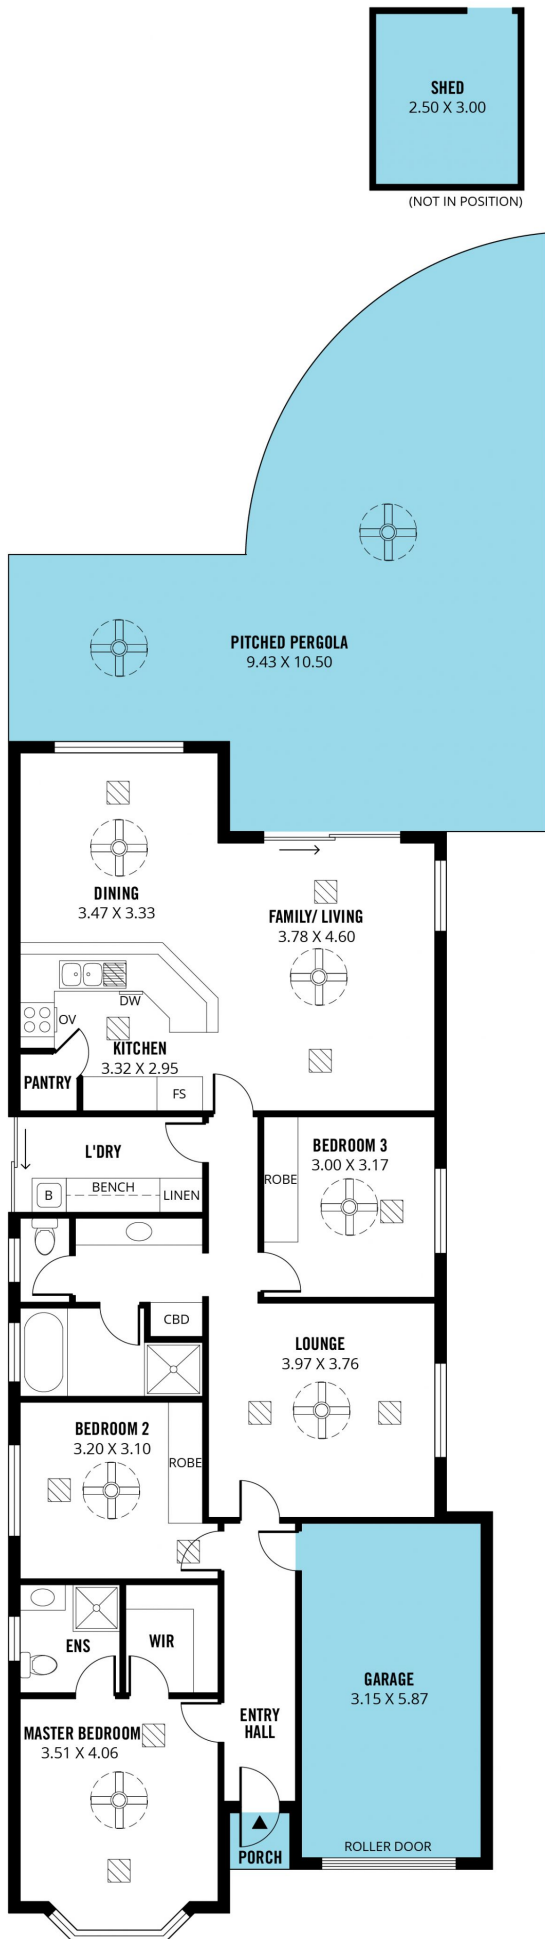 SHED
2.50 X 3.00
(NOT IN POSITION)
PITCHED PERGOLA
9.43 X 10.50
DINING
3.47 X 3.33
FAMILY/ LIVING
3.78 X 4.60
DW
OV
KITCHEN
3.32 X 2.95
PANTRY
FS
L'DRY
BENCH
B
LINEN
BEDROOM 3
3.00 X 3.17
ROBE
CBD
LOUNGE
3.97 X 3.76
BEDROOM 2
3.20 X 3.10
ROBE
ENS
WIR
GARAGE
3.15 X 5.87
MASTER BEDROOM
3.51 X 4.06
ENTRY
HALL
ROLLER DOOR
PORCH